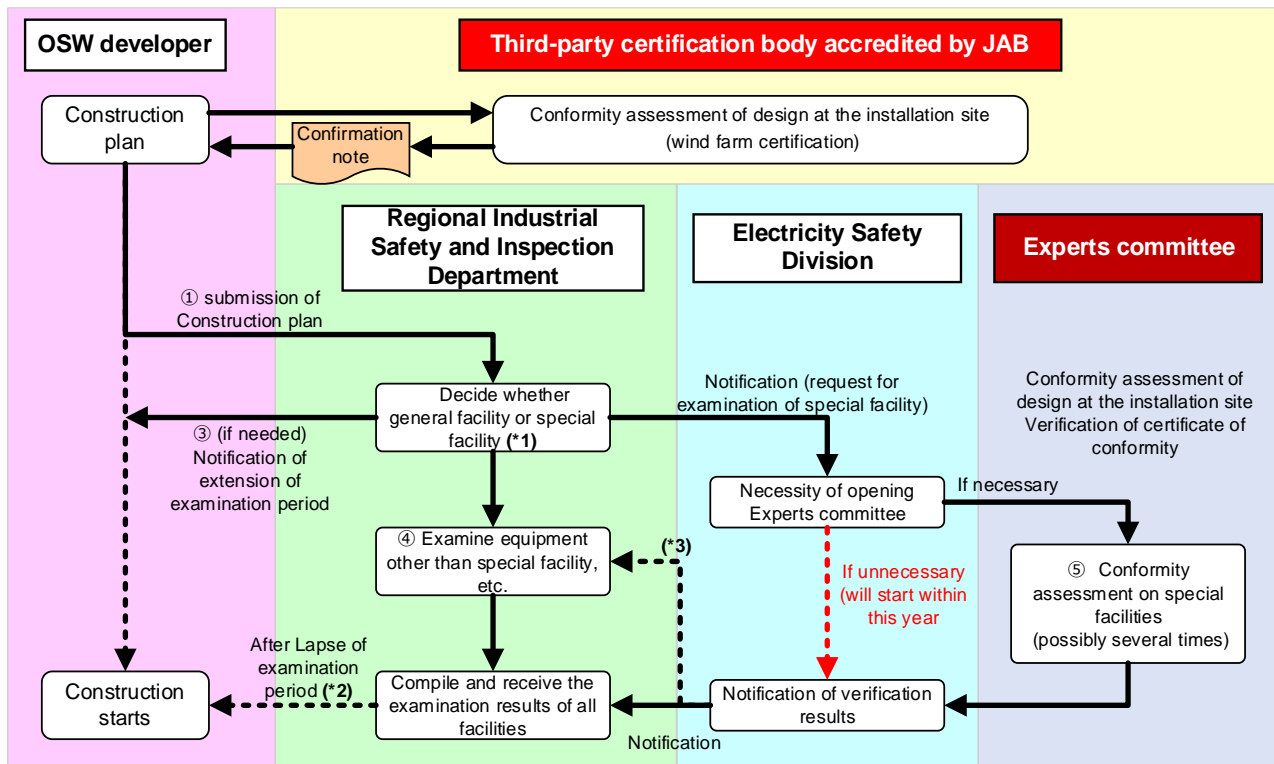 OSW developer
Third-party certification body accredited by JAB
Construction
plan
Confirmation
note
Conformity assessment of design at the installation site
(wind farm certification)
Regional Industrial
Safety and Inspection
Department
Electricity Safety
Division
Experts committee
① submission of
Construction plan
Decide whether
general facility or special
facility (*1)
Notification (request for
examination of special facility)
Conformity assessment of
design at the installation site
Verification of certificate of
conformity
③ (if needed)
Notification of
extension of
examination period
Necessity of opening
Experts committee
If necessary
④ Examine equipment
other than special facility,
etc.
(*3)
If unnecessary
(will start within
this year
⑤ Conformity
assessment on special
facilities
(possibly several times)
After Lapse of
examination
period (*2)
Construction
starts
Compile and receive the
examination results of all
facilities
Notification
Notification of verification
results